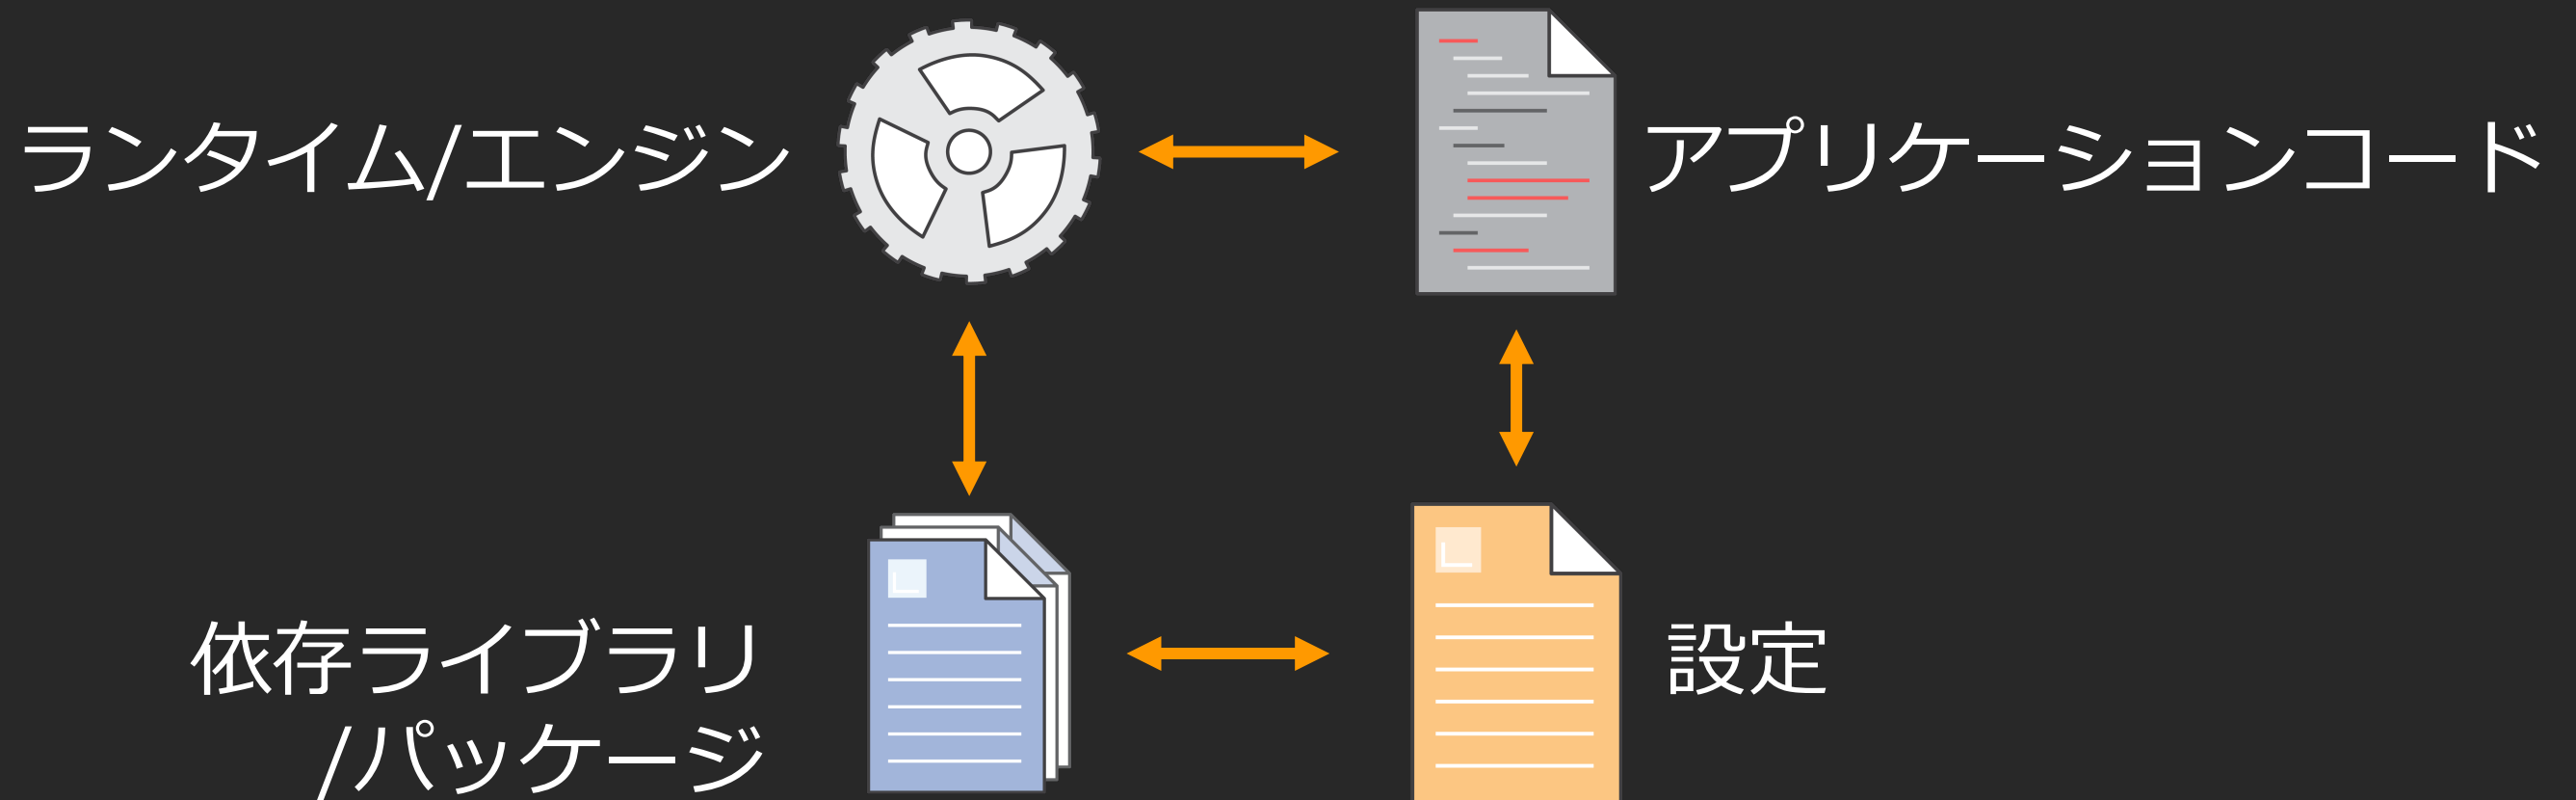 ランタイム/エンジン
アプリケーションコード
依存ライブラリ
/パッケージ
設定